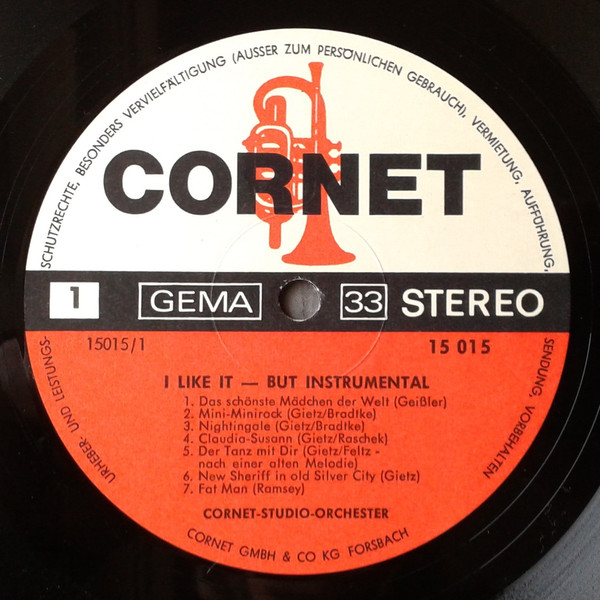 URHEBER- UND LEISTUNGS-SCHUTZRECHTE, BESONDERS VERVIELFÄLTIGUNG (AUSSER ZUM PERSÖNLICHEN GEBRAUCH), VERMIETUNG, AUFFÜHRUNG, SENDUNG, VORBEHALTEN
CORNET
1 GEMA 33 STEREO
15015/1 15 015
I LIKE IT — BUT INSTRUMENTAL
1. Das schönste Mädchen der Welt (Geißler)
2. Mini-Minirock (Gietz/Bradtke)
3. Nightingale (Gietz/Bradtke)
4. Claudia-Susann (Gietz/Raschek)
5. Der Tanz mit Dir (Gietz/Feltz -
nach einer alten Melodie)
6. New Sheriff in old Silver City (Gietz)
7. Fat Man (Ramsey)
CORNET-STUDIO-ORCHESTER
CORNET GMBH & CO KG FORSBACH